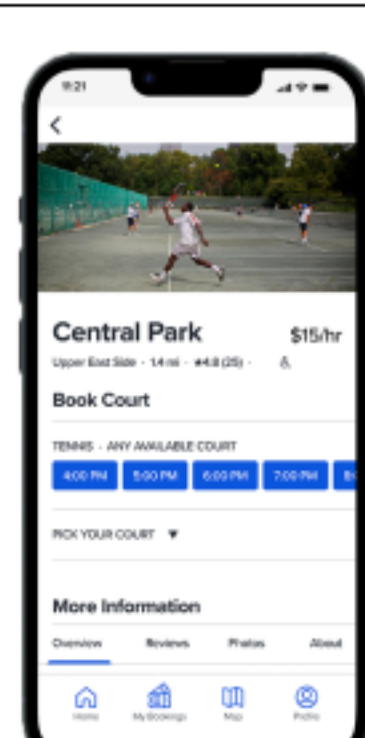 11:21
Central Park $15/hr
Upper East Side · 1.4 mi · ★4.8 (25) ·
Book Court
TENNIS · ANY AVAILABLE COURT
4:00 PM 5:00 PM 6:00 PM 7:00 PM
PICK YOUR COURT ▼
More Information
Overview Reviews Photos About
Home My Bookings Map Profile